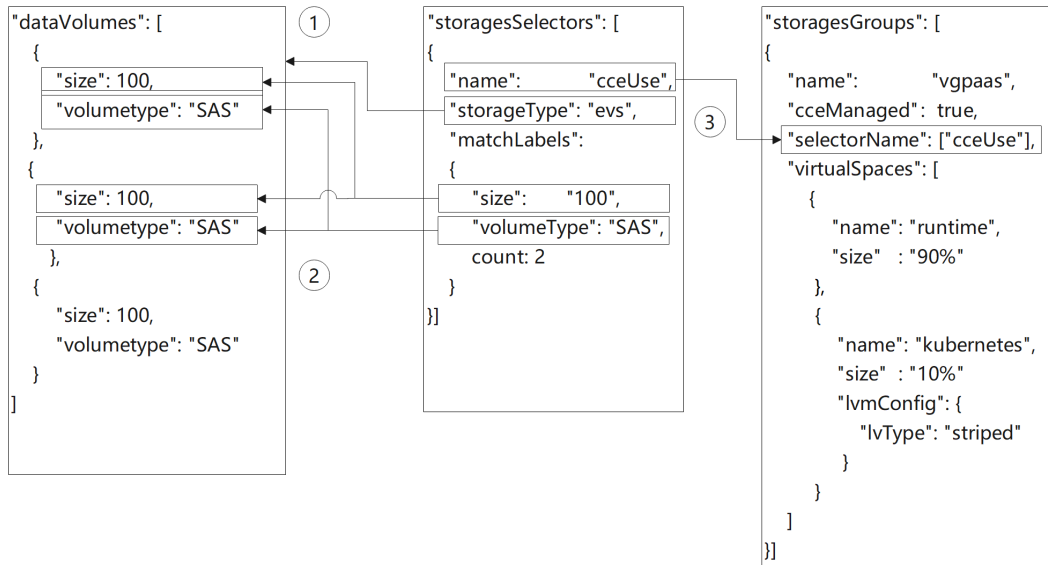 "dataVolumes": [
{
"size": 100,
"volumetype": "SAS"
},
{
"size": 100,
"volumetype": "SAS"
},
{
"size": 100,
"volumetype": "SAS"
}
]
1
2
"storagesSelectors": [
{
"name": "cceUse",
"storageType": "evs",
"matchLabels":
{
"size": "100",
"volumeType": "SAS",
count: 2
}
}]
3
"storagesGroups": [
{
"name": "vgpaas",
"cceManaged": true,
"selectorName": ["cceUse"],
"virtualSpaces": [
{
"name": "runtime",
"size" : "90%"
},
{
"name": "kubernetes",
"size" : "10%"
"lvmConfig": {
"lvType": "striped"
}
}
]
}]